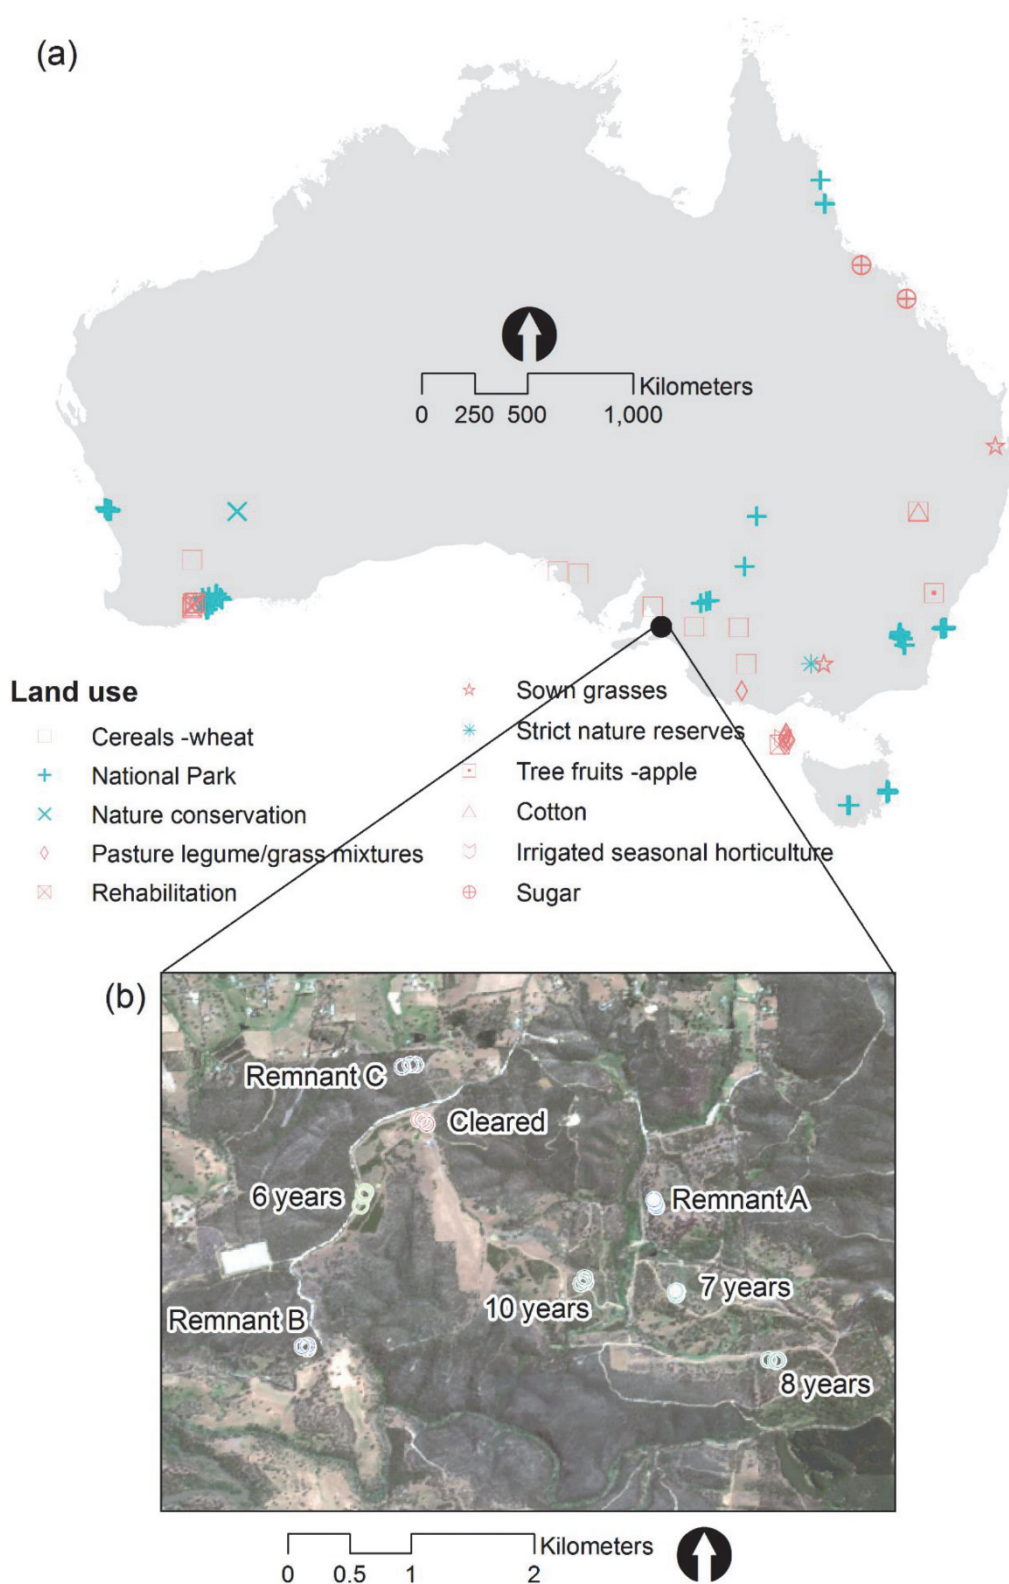 (a)
Kilometers
0 250 500 1,000
Land use
Cereals -wheat
National Park
Nature conservation
Pasture legume/grass mixtures
Rehabilitation
Sown grasses
Strict nature reserves
Tree fruits -apple
Cotton
Irrigated seasonal horticulture
Sugar
(b)
Remnant C
Cleared
6 years
Remnant A
10 years
7 years
Remnant B
8 years
Kilometers
0 0.5 1 2